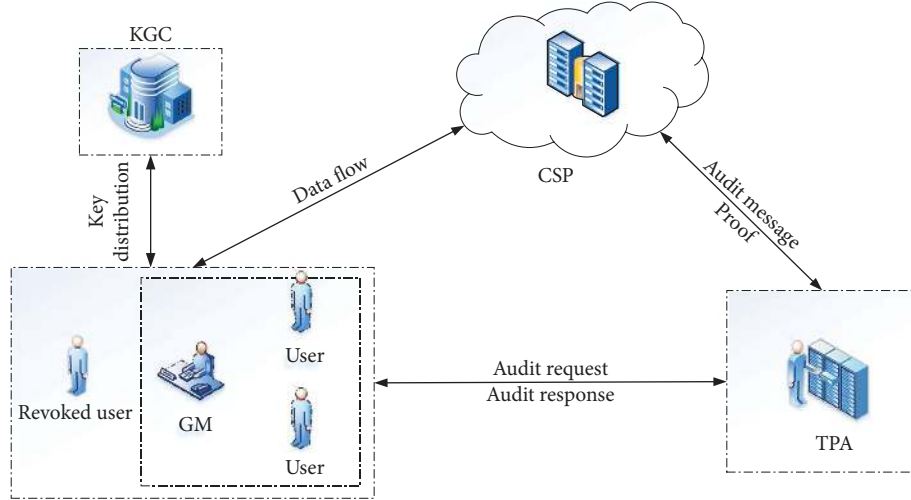 KGC
CSP
Key
distribution
Data flow
Audit message
Proof
User
Revoked user
GM
User
Audit request
Audit response
TPA